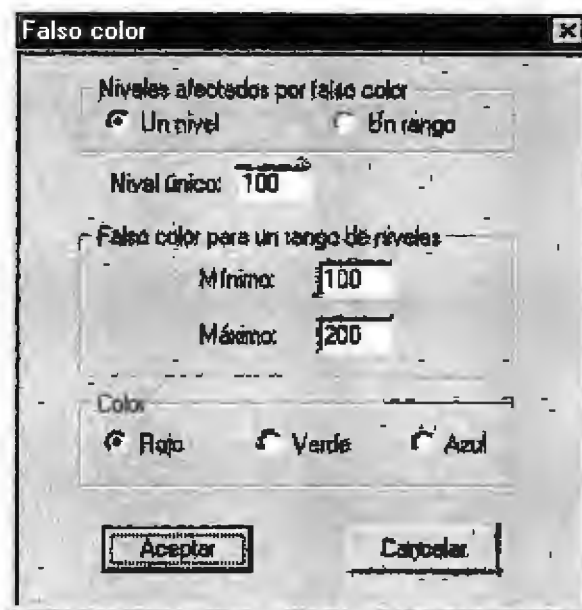 Falso color
Niveles afectados por falso color
Un nivel
Un rango
Nivel único: 100
Falso color para un rango de niveles
Mínimo: 100
Máximo: 200
Color
Rojo
Verde
Azul
Aceptar
Cancelar